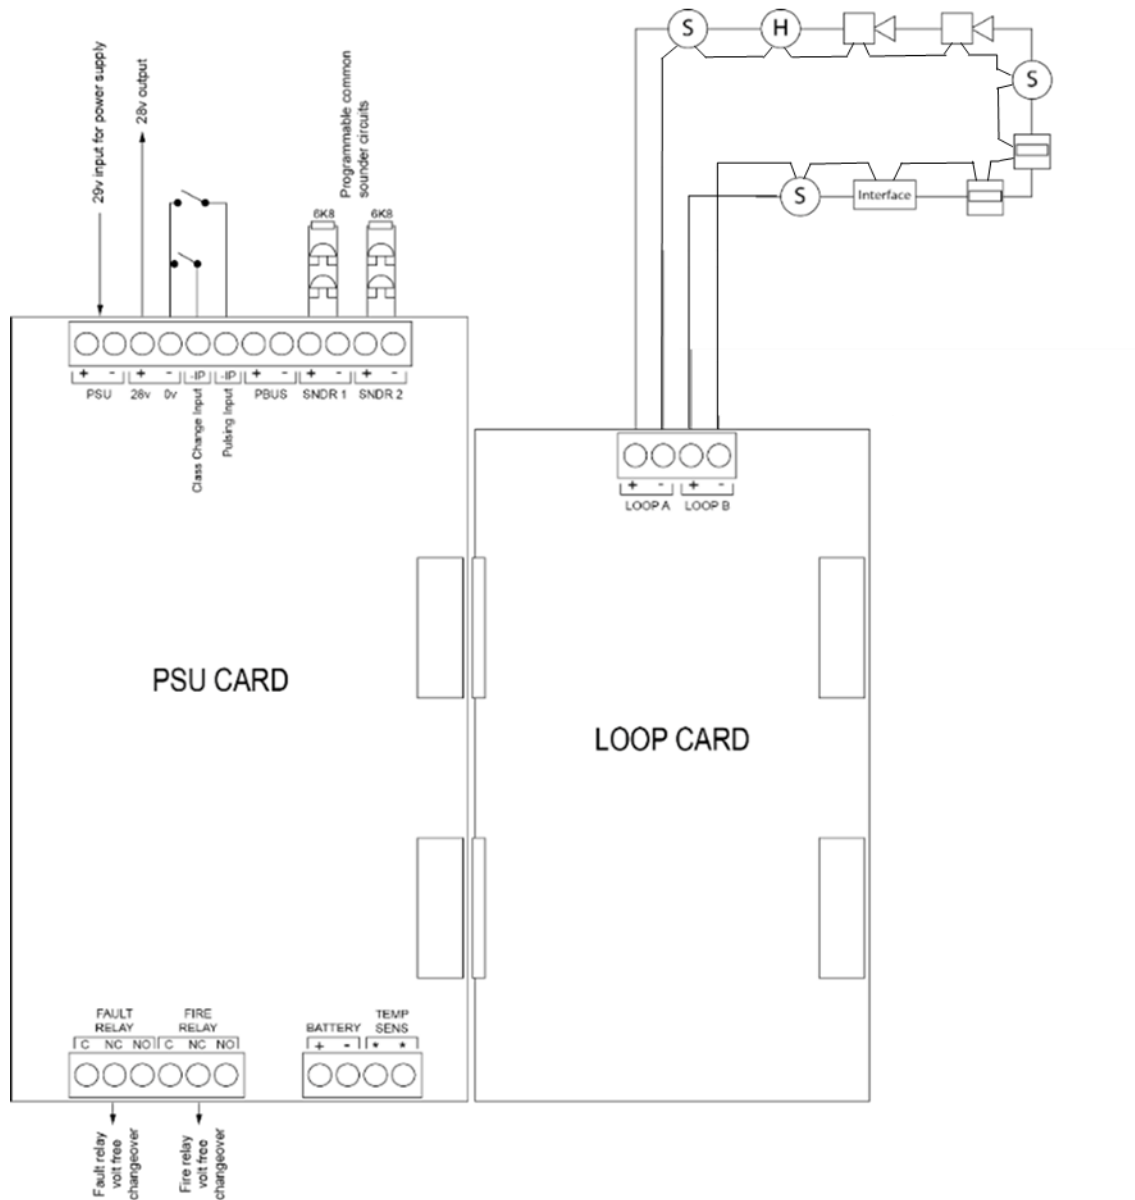 29v input for power supply
28v output
Programmable common
sounder circuits
6K8
6K8
S
H
S
S
Interface
+ - + - -IP -IP + - + - + -
PSU 28v 0v PBUS SNDR 1 SNDR 2
Class Change Input
Pulsing Input
+ - + -
LOOP A LOOP B
PSU CARD
LOOP CARD
FAULT
RELAY
FIRE
RELAY
C NC NO C NC NO
BATTERY
TEMP
SENS
+ - * *
Fault relay
volt free
changeover
Fire relay
volt free
changeover